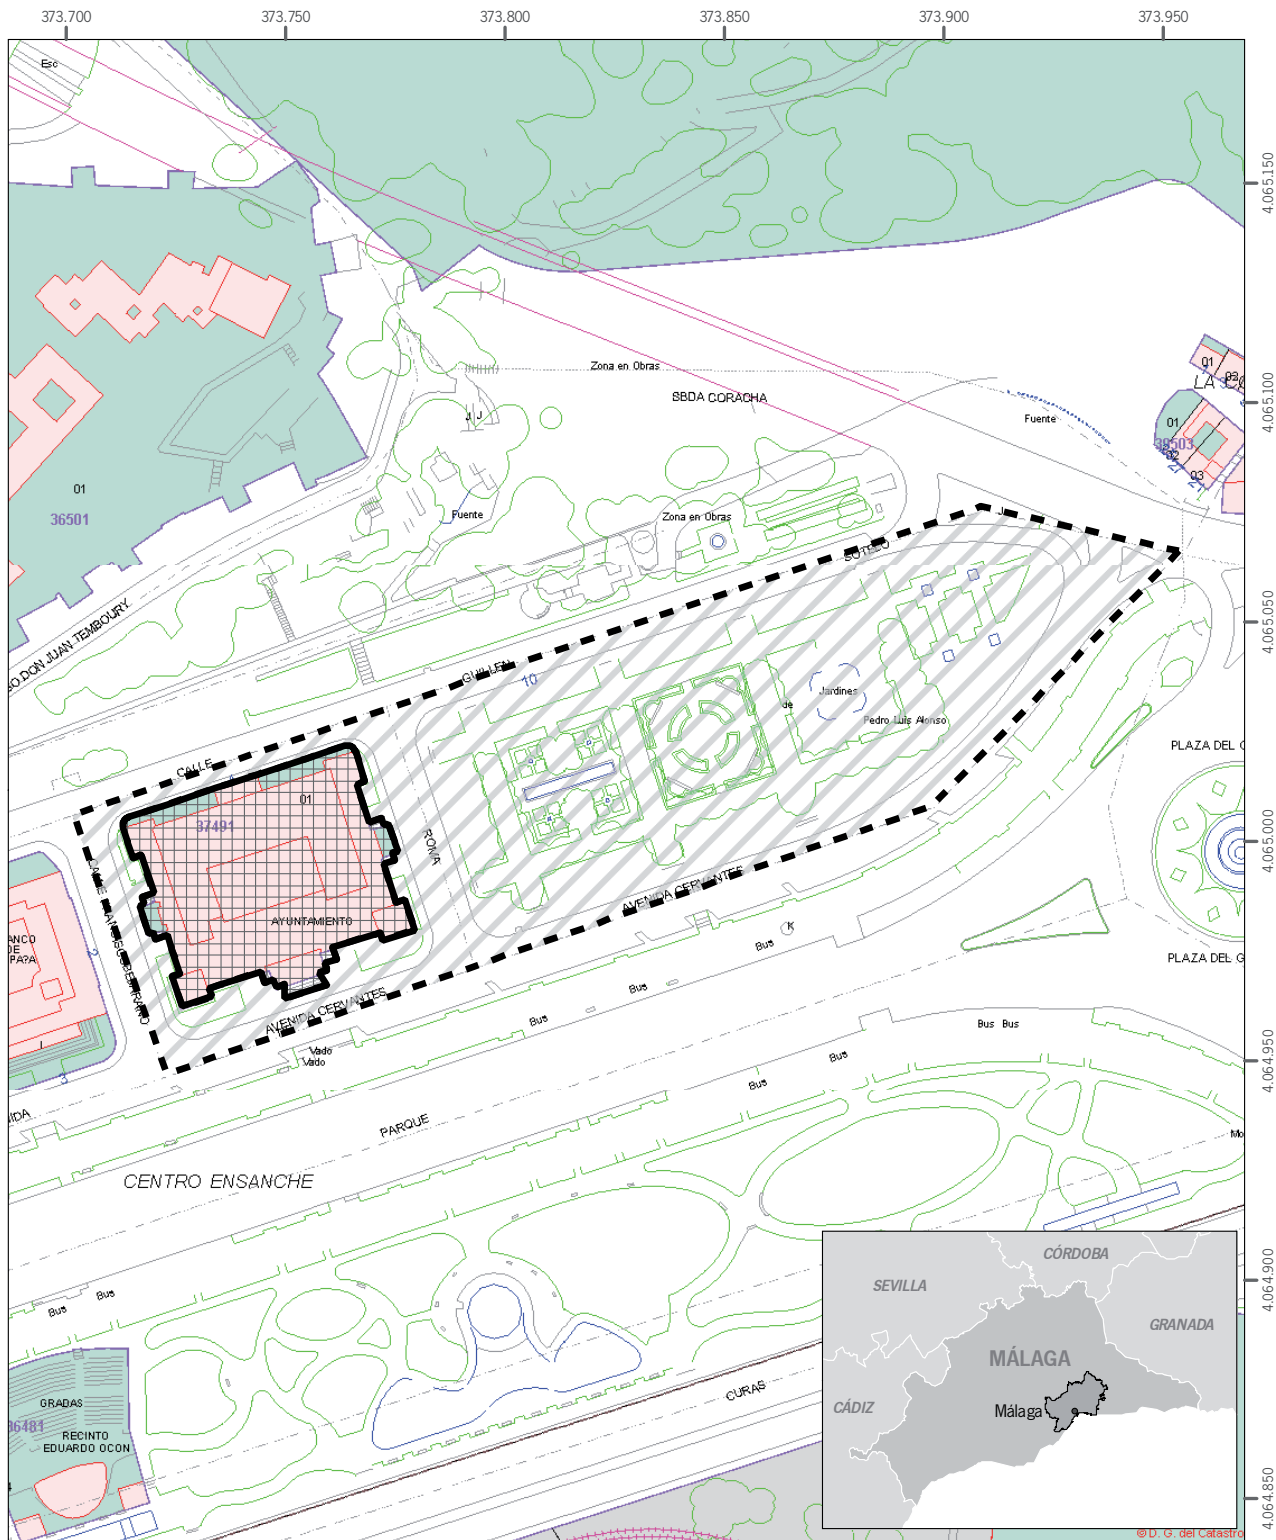 373.700
373.750
373.800
373.850
373.900
373.950
Esc
4.065.150
4.065.100
4.065.050
4.065.000
4.064.950
4.064.900
4.064.850
Zona en Obras
SBDA CORACHA
Fuente
01
01
39503
03
01
36501
Fuente
Zona en Obras
SOTELO
DON JUAN TEMBOURY
GUILLEN
10
Jardines
de
Pedro Luis Alonso
PLAZA DEL
CALLE
01
37491
ROMA
AYUNTAMIENTO
AVENIDA CERVANTES
AVENIDA CERVANTES
2
3
K
Bus
Bus
Bus
PLAZA DEL
Bus Bus
Vado
Vado
Bus
Bus
PARQUE
CENTRO ENSANCHE
Bus
Bus
CURAS
GRADAS
36481
RECINTO
EDUARDO OCON
CÓRDOBA
SEVILLA
GRANADA
MÁLAGA
CÁDIZ
Málaga
© D. G. del Catastro